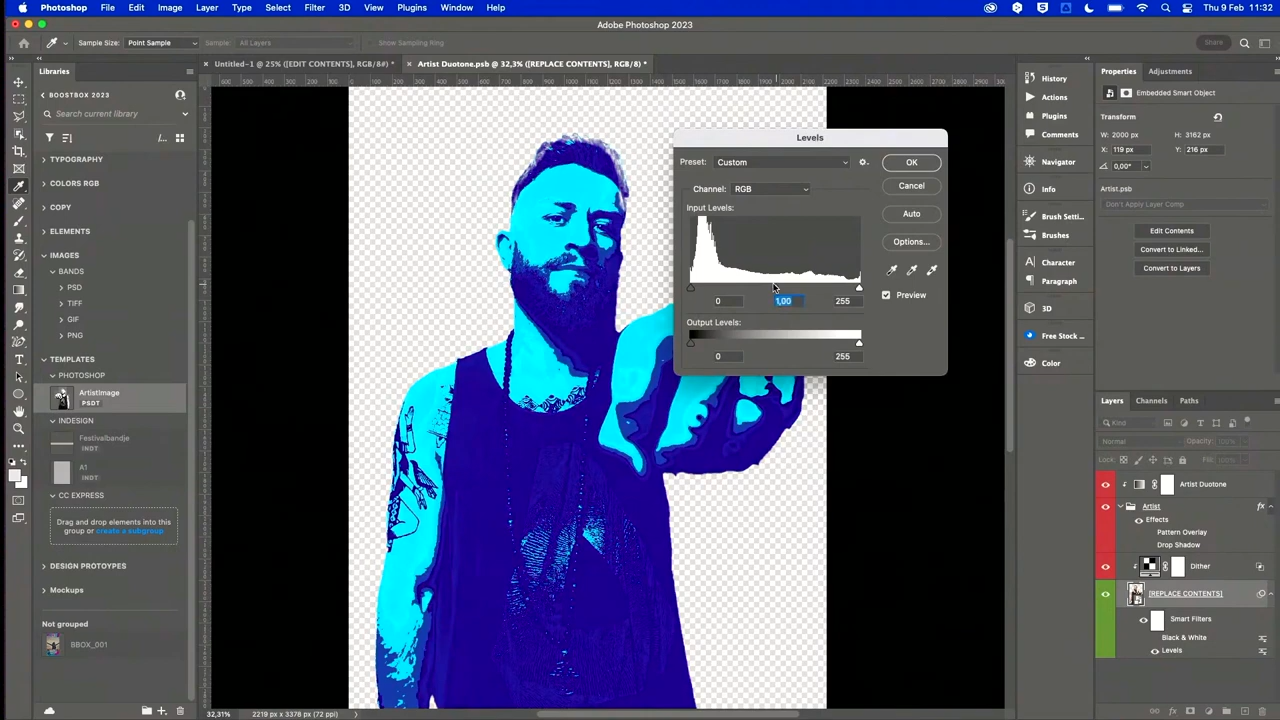 Photoshop File Edit Image Layer Type Select Filter 3D View Plugins Window Help Thu 9 Feb 11:32
Adobe Photoshop 2023
Sample Size: Point Sample Sample: All Layers Show Sampling Ring Share
Libraries
Untitled-1 @ 25% ([EDIT CONTENTS], RGB/8#) *
Artist Duotone.psb @ 32,3% ([REPLACE CONTENTS], RGB/8) *
BOOSTBOX 2023
Search current library
TYPOGRAPHY
COLORS RGB
COPY
ELEMENTS
IMAGES
BANDS
PSD
TIFF
GIF
PNG
TEMPLATES
PHOTOSHOP
ArtistImage
PSDT
INDESIGN
Festivalbandje
INDT
A1
INDT
CC EXPRESS
Drag and drop elements into this
group or create a subgroup.
DESIGN PROTOYPES
Mockups
Not grouped
BBOX_001
Levels
Preset: Custom
OK
Channel: RGB
Cancel
Input Levels:
Auto
Options...
0 1,00 255
Preview
Output Levels:
0 255
History
Actions
Plugins
Comments
Navigator
Info
Brush Setti...
Brushes
Character
Paragraph
3D
Free Stock ...
Color
Properties Adjustments
Embedded Smart Object
Transform
W: 2000 px H: 3162 px
X: 119 px Y: 216 px
0,00°
Artist.psb
Don't Apply Layer Comp
Edit Contents
Convert to Linked...
Convert to Layers
Layers Channels Paths
Kind
Normal Opacity:
Lock: Fill:
Artist Duotone
Artist fx
Effects
Pattern Overlay
Drop Shadow
Dither
[REPLACE CONTENTS]
Smart Filters
Black & White
Levels
32,31% 2219 px x 3378 px (72 ppi)